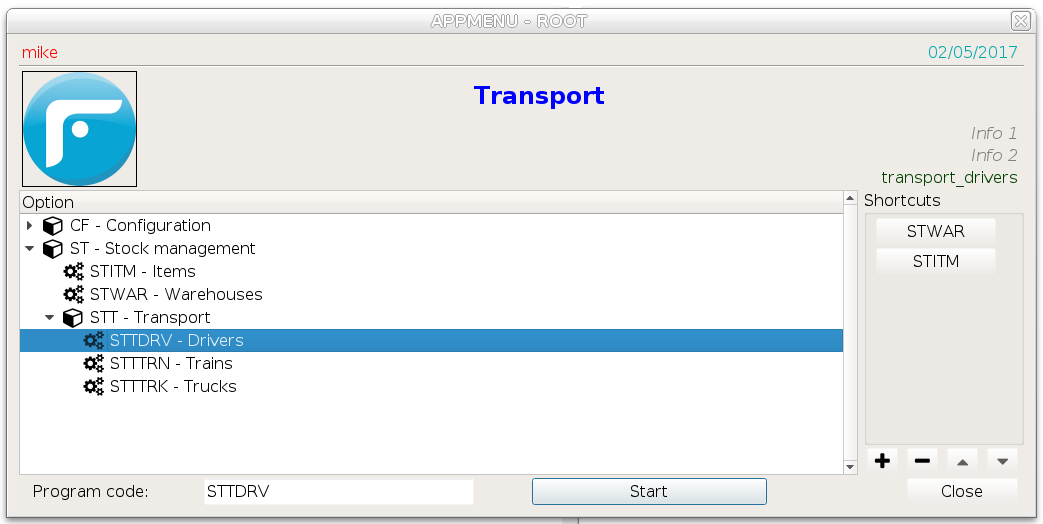 APPMENU - ROOT
mike 02/05/2017
Transport
Info 1
Info 2
transport_drivers
Option Shortcuts
CF - Configuration STWAR
ST - Stock management
STITM - Items STITM
STWAR - Warehouses
STT - Transport
STTDRV - Drivers
STTTRN - Trains
STTTRK - Trucks
Program code: STTDRV Start Close